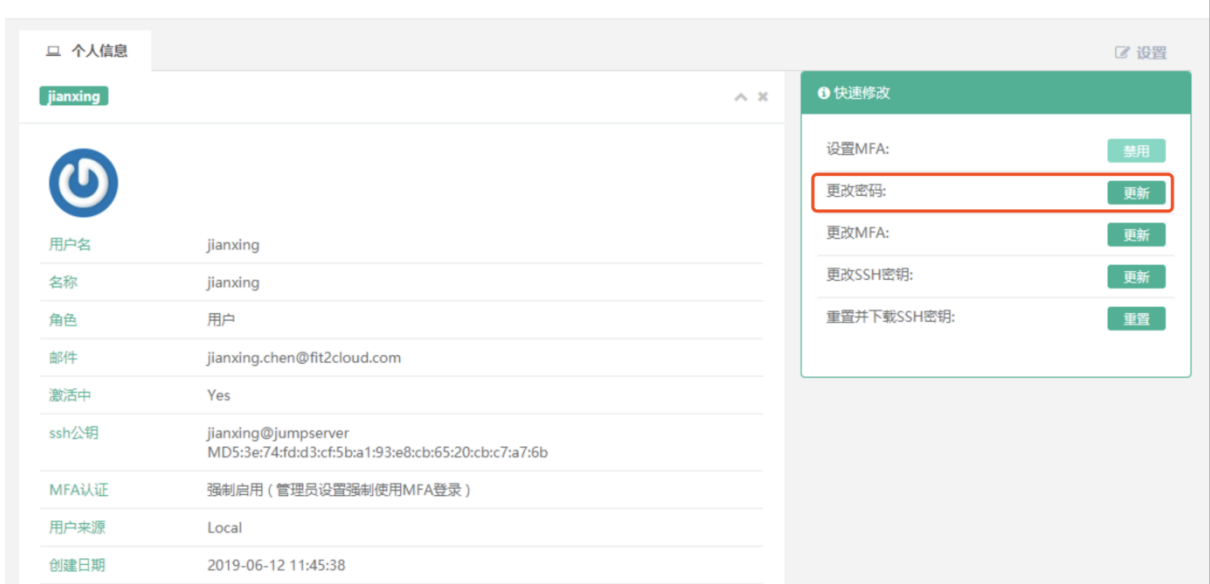 个人信息
设置
jianxing
用户名 jianxing
名称 jianxing
角色 用户
邮件 jianxing.chen@fit2cloud.com
激活中 Yes
ssh公钥 jianxing@jumpserver
MD5:3e:74:fd:d3:cf:5b:a1:93:e8:cb:65:20:cb:c7:a7:6b
MFA认证 强制启用 ( 管理员设置强制使用MFA登录 )
用户来源 Local
创建日期 2019-06-12 11:45:38
快速修改
设置MFA: 禁用
更改密码: 更新
更改MFA: 更新
更改SSH密钥: 更新
重置并下载SSH密钥: 重置